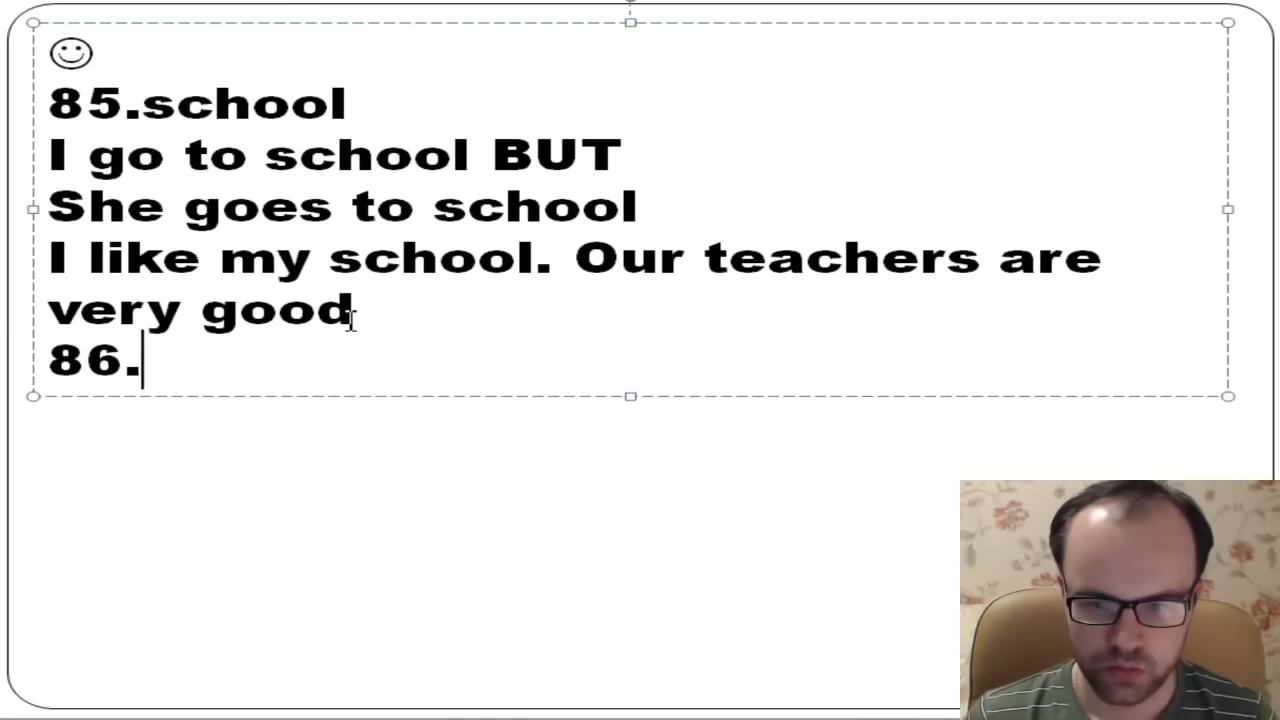 85.school
I go to school BUT
She goes to school
I like my school. Our teachers are
very good
86.